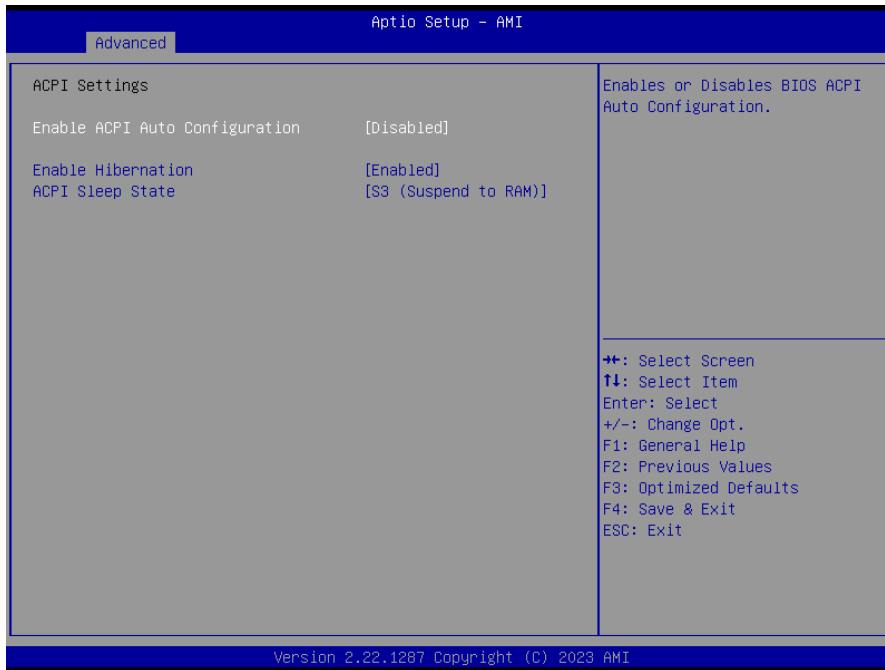 Aptio Setup – AMI
Advanced
ACPI Settings
Enable ACPI Auto Configuration [Disabled]
Enable Hibernation [Enabled]
ACPI Sleep State [S3 (Suspend to RAM)]
Enables or Disables BIOS ACPI
Auto Configuration.
→←: Select Screen
↑↓: Select Item
Enter: Select
+/-: Change Opt.
F1: General Help
F2: Previous Values
F3: Optimized Defaults
F4: Save & Exit
ESC: Exit
Version 2.22.1287 Copyright (C) 2023 AMI